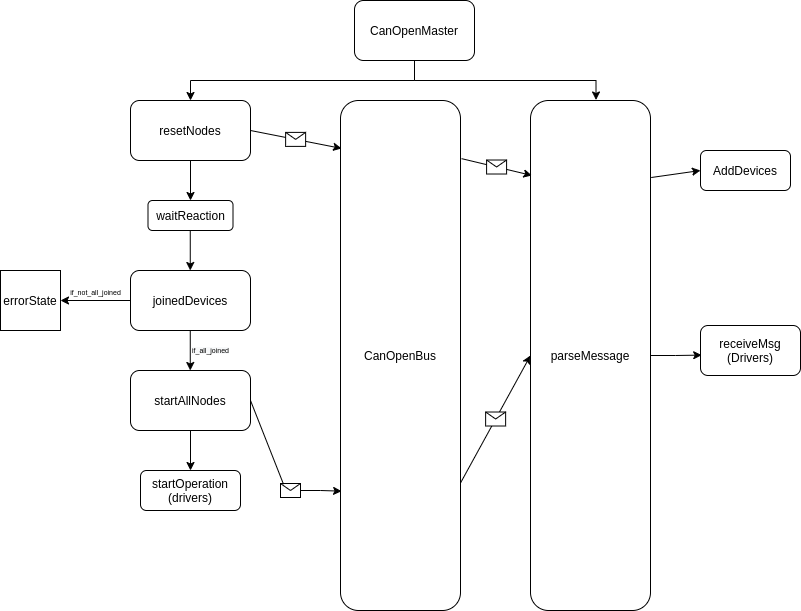 CanOpenMaster
resetNodes
waitReaction
errorState
if_not_all_joined
joinedDevices
if_all_joined
startAllNodes
startOperation
(drivers)
CanOpenBus
parseMessage
AddDevices
receiveMsg
(Drivers)